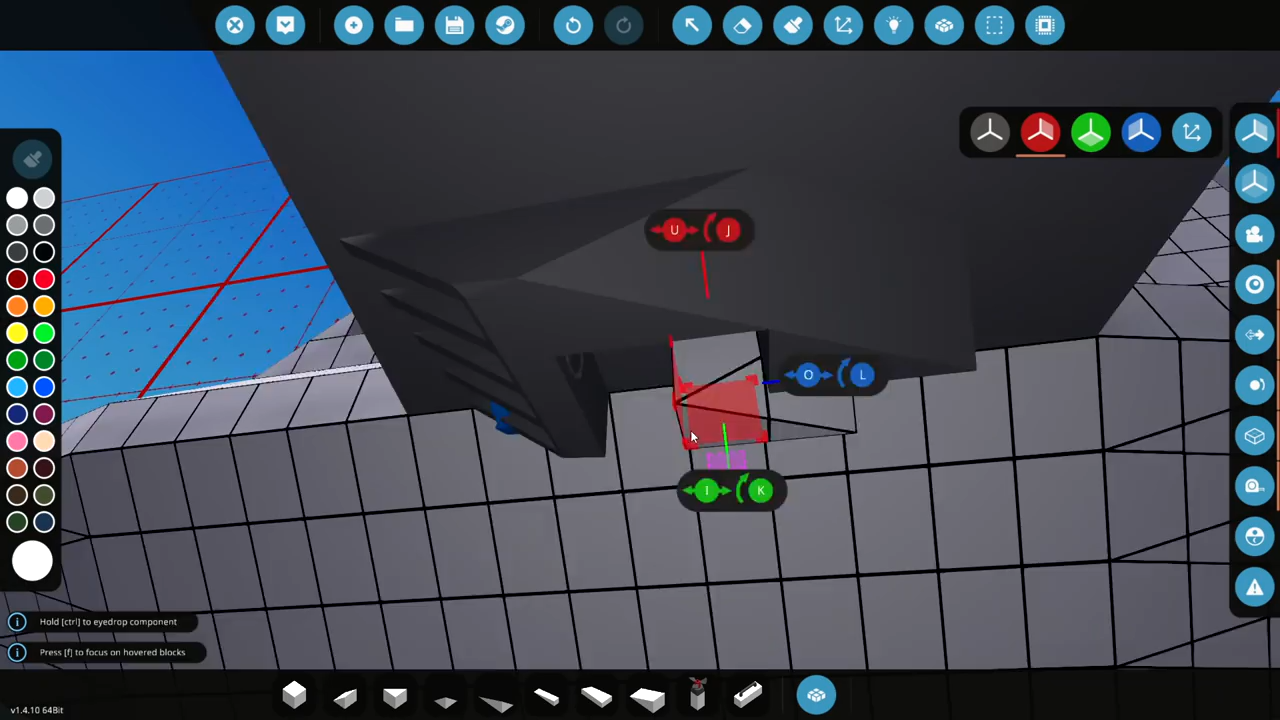 U J
O L
I K
Hold [ctrl] to eyedrop component
Press [f] to focus on hovered blocks
v1.4.10 64Bit